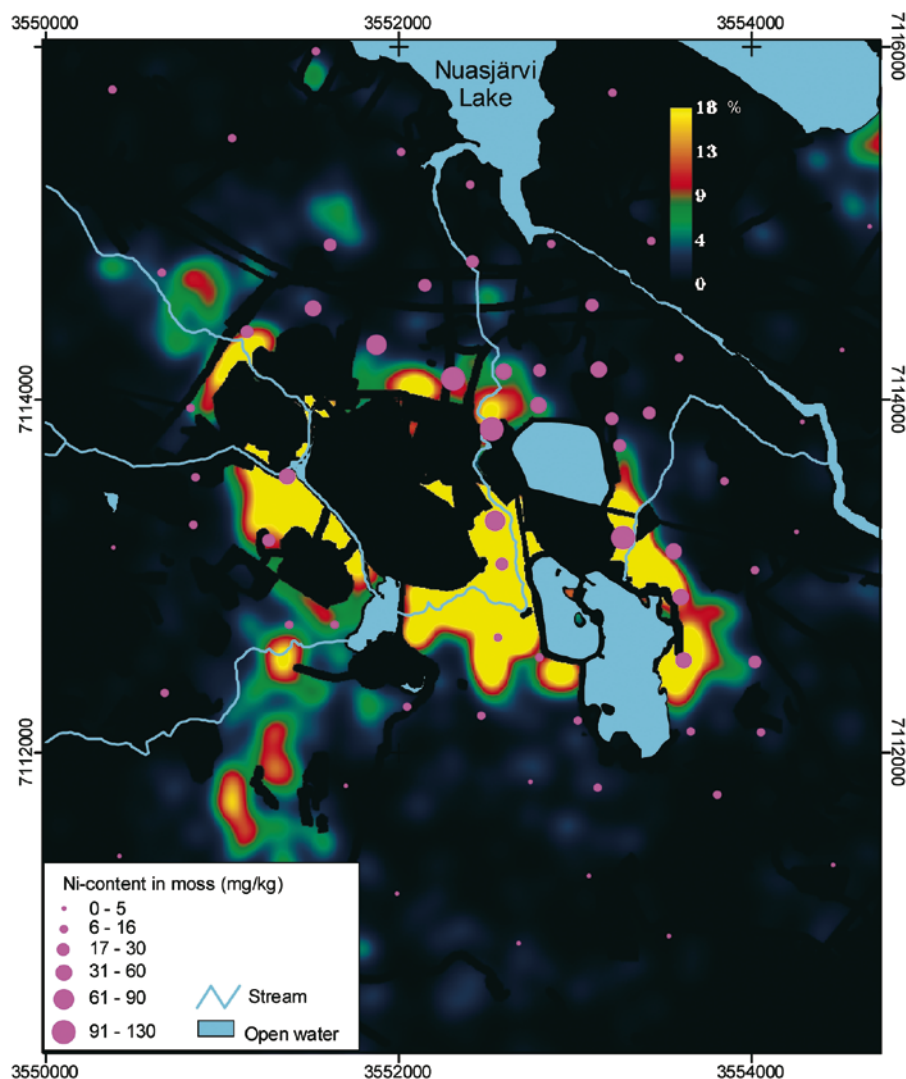 3550000
3552000
3554000
7116000
Nuasjärvi
Lake
18 %
13
9
4
0
7114000
7114000
7112000
7112000
Ni-content in moss (mg/kg)
0 - 5
6 - 16
17 - 30
31 - 60
61 - 90
91 - 130
Stream
Open water
3550000
3552000
3554000